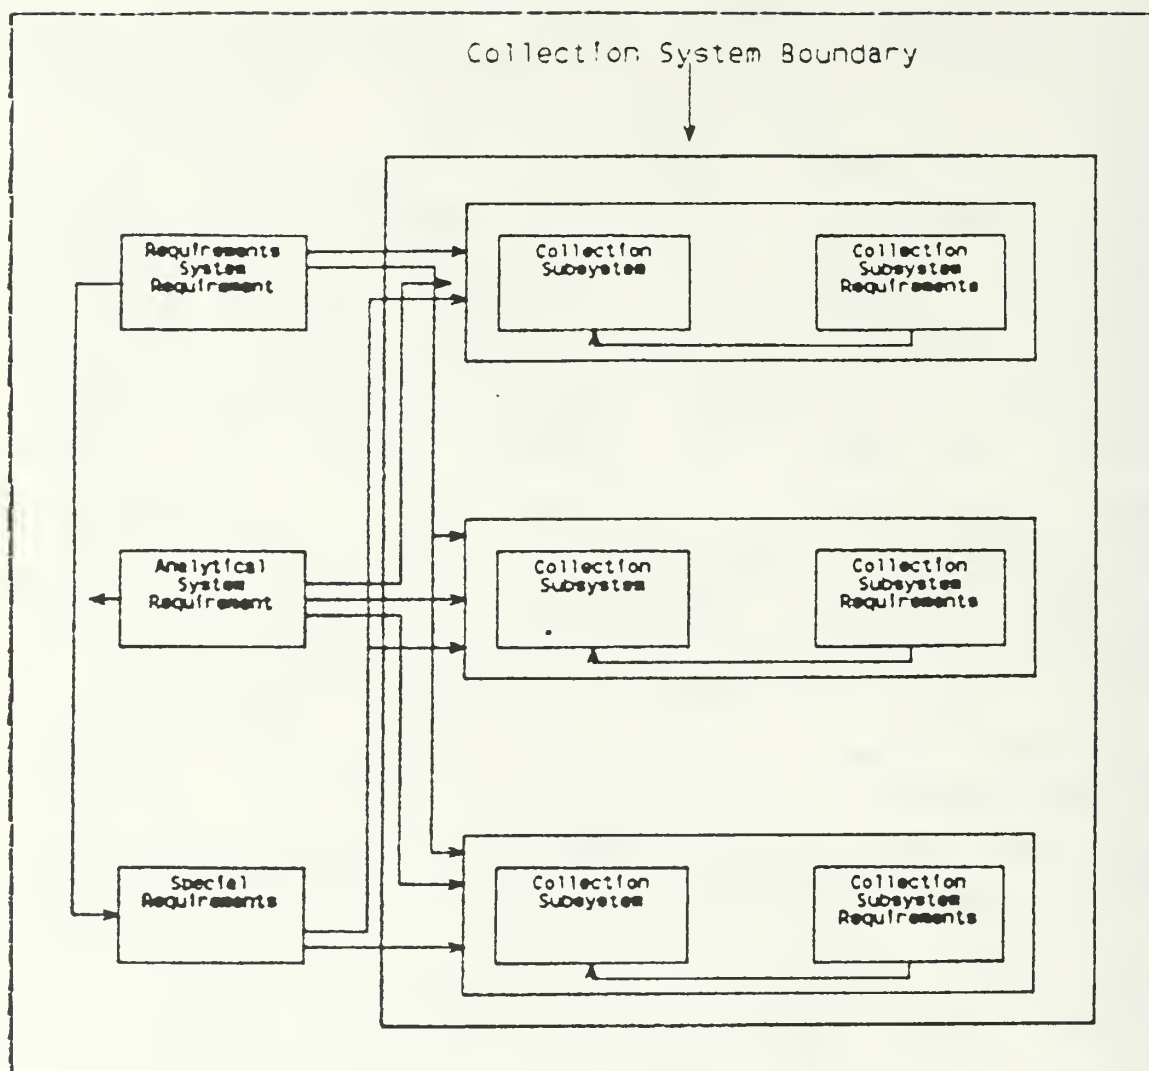 Collection System Boundary
Requirements
System
Requirement
Collection
Subsystem
Collection
Subsystem
Requirements
Analytical
System
Requirement
Collection
Subsystem
Collection
Subsystem
Requirements
Special
Requirements
Collection
Subsystem
Collection
Subsystem
Requirements